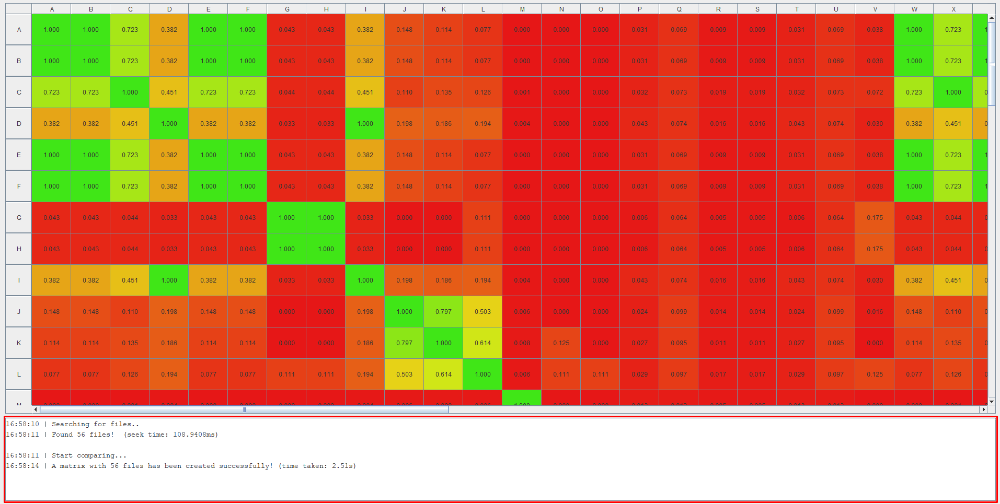 A B C D E F G H I J K L M N O P Q R S T U V W X
A 1.000 1.000 0.723 0.382 1.000 1.000 0.043 0.043 0.382 0.148 0.114 0.077 0.000 0.000 0.000 0.031 0.069 0.009 0.009 0.031 0.069 0.038 1.000 0.723 1
B 1.000 1.000 0.723 0.382 1.000 1.000 0.043 0.043 0.382 0.148 0.114 0.077 0.000 0.000 0.000 0.031 0.069 0.009 0.009 0.031 0.069 0.038 1.000 0.723 1
C 0.723 0.723 1.000 0.451 0.723 0.723 0.044 0.044 0.451 0.110 0.135 0.126 0.001 0.000 0.000 0.032 0.073 0.019 0.019 0.032 0.073 0.072 0.723 1.000 0
D 0.382 0.382 0.451 1.000 0.382 0.382 0.033 0.033 1.000 0.198 0.186 0.194 0.004 0.000 0.000 0.043 0.074 0.016 0.016 0.043 0.074 0.030 0.382 0.451 0
E 1.000 1.000 0.723 0.382 1.000 1.000 0.043 0.043 0.382 0.148 0.114 0.077 0.000 0.000 0.000 0.031 0.069 0.009 0.009 0.031 0.069 0.038 1.000 0.723 1
F 1.000 1.000 0.723 0.382 1.000 1.000 0.043 0.043 0.382 0.148 0.114 0.077 0.000 0.000 0.000 0.031 0.069 0.009 0.009 0.031 0.069 0.038 1.000 0.723 1
G 0.043 0.043 0.044 0.033 0.043 0.043 1.000 1.000 0.033 0.000 0.000 0.111 0.000 0.000 0.000 0.006 0.064 0.005 0.005 0.006 0.064 0.175 0.043 0.044 0
H 0.043 0.043 0.044 0.033 0.043 0.043 1.000 1.000 0.033 0.000 0.000 0.111 0.000 0.000 0.000 0.006 0.064 0.005 0.005 0.006 0.064 0.175 0.043 0.044 0
I 0.382 0.382 0.451 1.000 0.382 0.382 0.033 0.033 1.000 0.198 0.186 0.194 0.004 0.000 0.000 0.043 0.074 0.016 0.016 0.043 0.074 0.030 0.382 0.451 0
J 0.148 0.148 0.110 0.198 0.148 0.148 0.000 0.000 0.198 1.000 0.797 0.503 0.006 0.000 0.000 0.024 0.099 0.014 0.014 0.024 0.099 0.016 0.148 0.110 0
K 0.114 0.114 0.135 0.186 0.114 0.114 0.000 0.000 0.186 0.797 1.000 0.614 0.008 0.125 0.000 0.027 0.095 0.011 0.011 0.027 0.095 0.000 0.114 0.135 0
L 0.077 0.077 0.126 0.194 0.077 0.077 0.111 0.111 0.194 0.503 0.614 1.000 0.006 0.111 0.111 0.029 0.097 0.017 0.017 0.029 0.097 0.125 0.077 0.126 0
M 1.000
16:58:10 | Searching for files..
16:58:11 | Found 56 files! (seek time: 108.9408ms)
16:58:11 | Start comparing...
16:58:14 | A matrix with 56 files has been created successfully! (time taken: 2.51s)